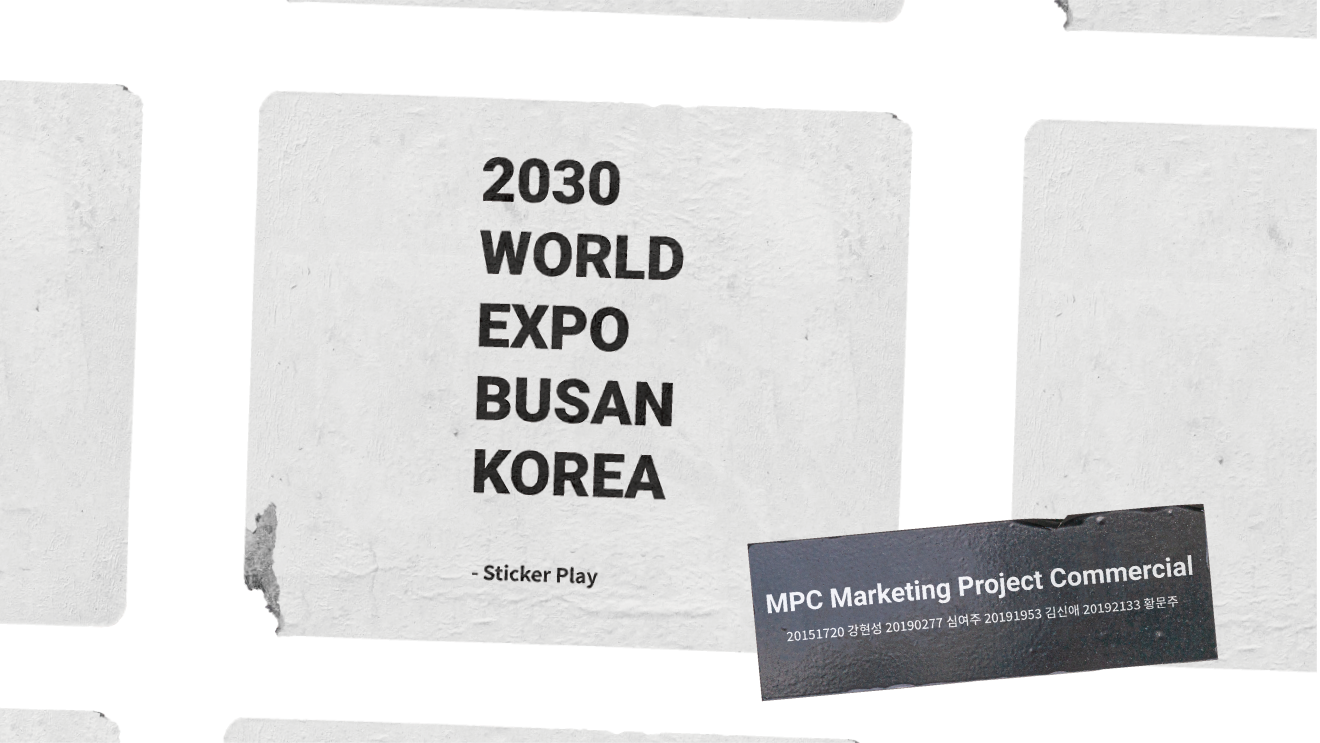 2030
WORLD
EXPO
BUSAN
KOREA
- Sticker Play
MPC Marketing Project Commercial
20151720 강현성 20190277 심여주 20191953 김신애 20192133 황문주